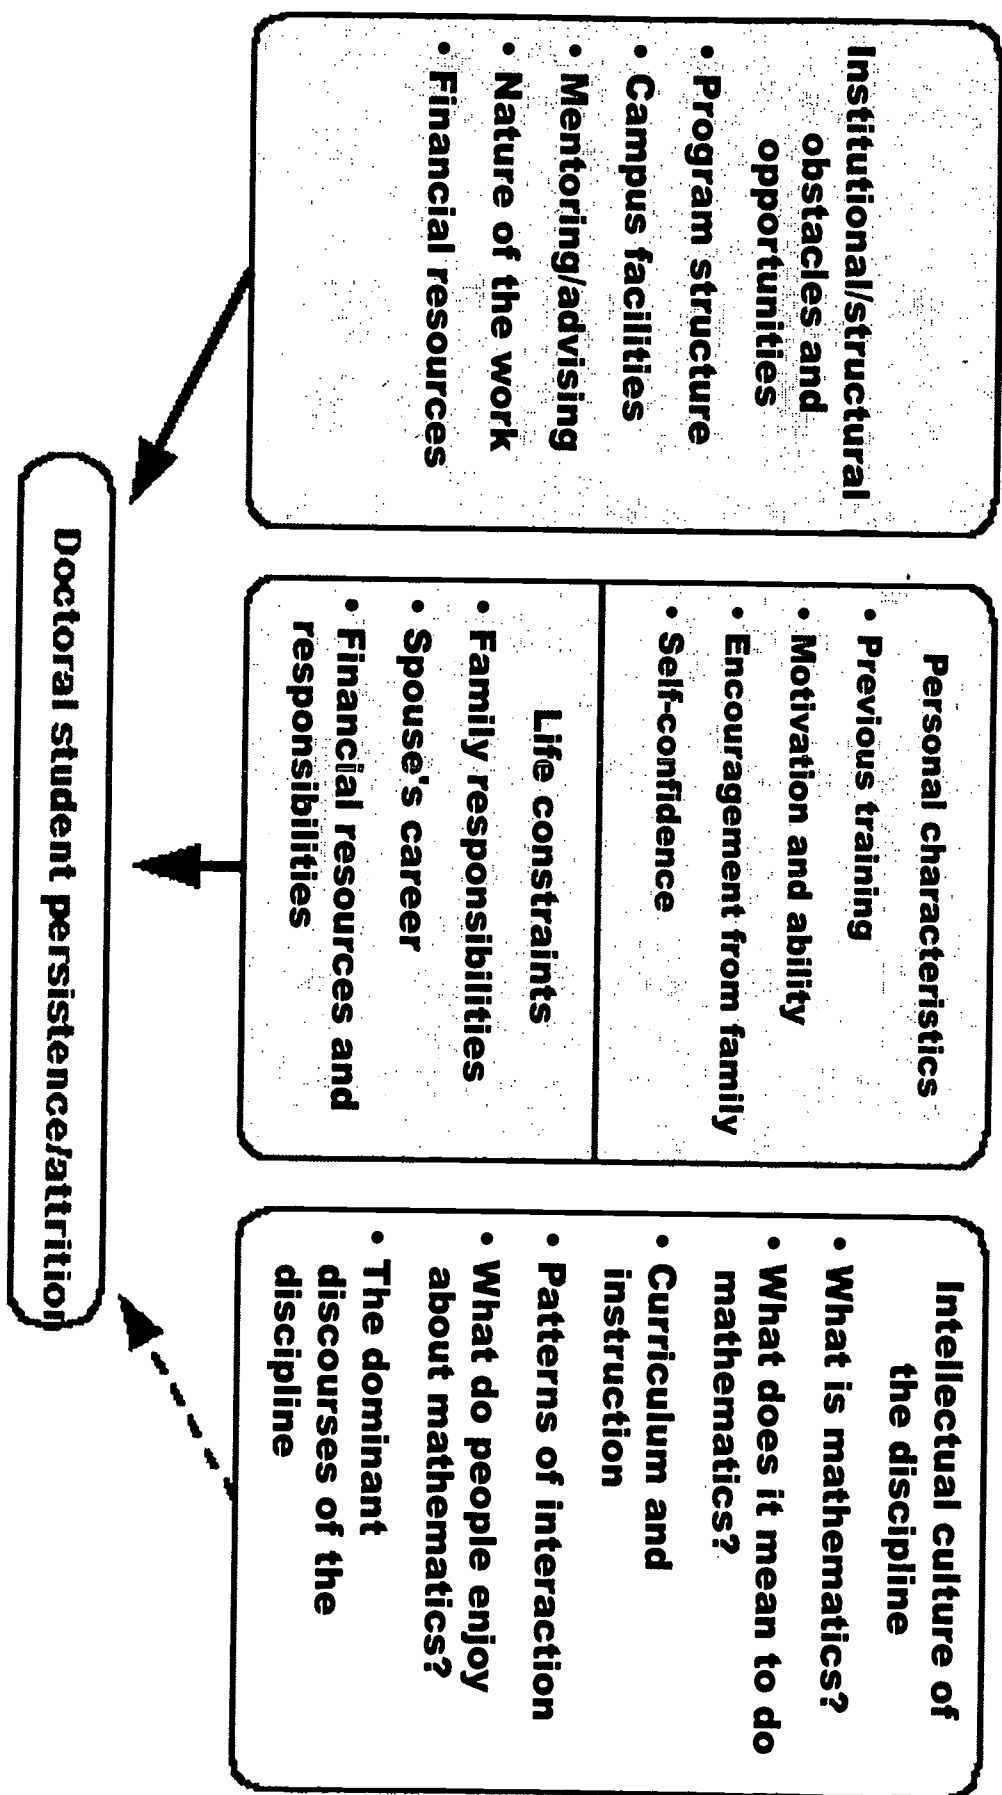 Institutional/structural
obstacles and
opportunities
• Program structure
• Campus facilities
• Mentoring/advising
• Nature of the work
• Financial resources
Personal characteristics
• Previous training
• Motivation and ability
• Encouragement from family
• Self-confidence
Life constraints
• Family responsibilities
• Spouse's career
• Financial resources and
responsibilities
Intellectual culture of
the discipline
• What is mathematics?
• What does it mean to do
mathematics?
• Curriculum and
instruction
• Patterns of interaction
• What do people enjoy
about mathematics?
• The dominant
discourses of the
discipline
Doctoral student persistence/attrition